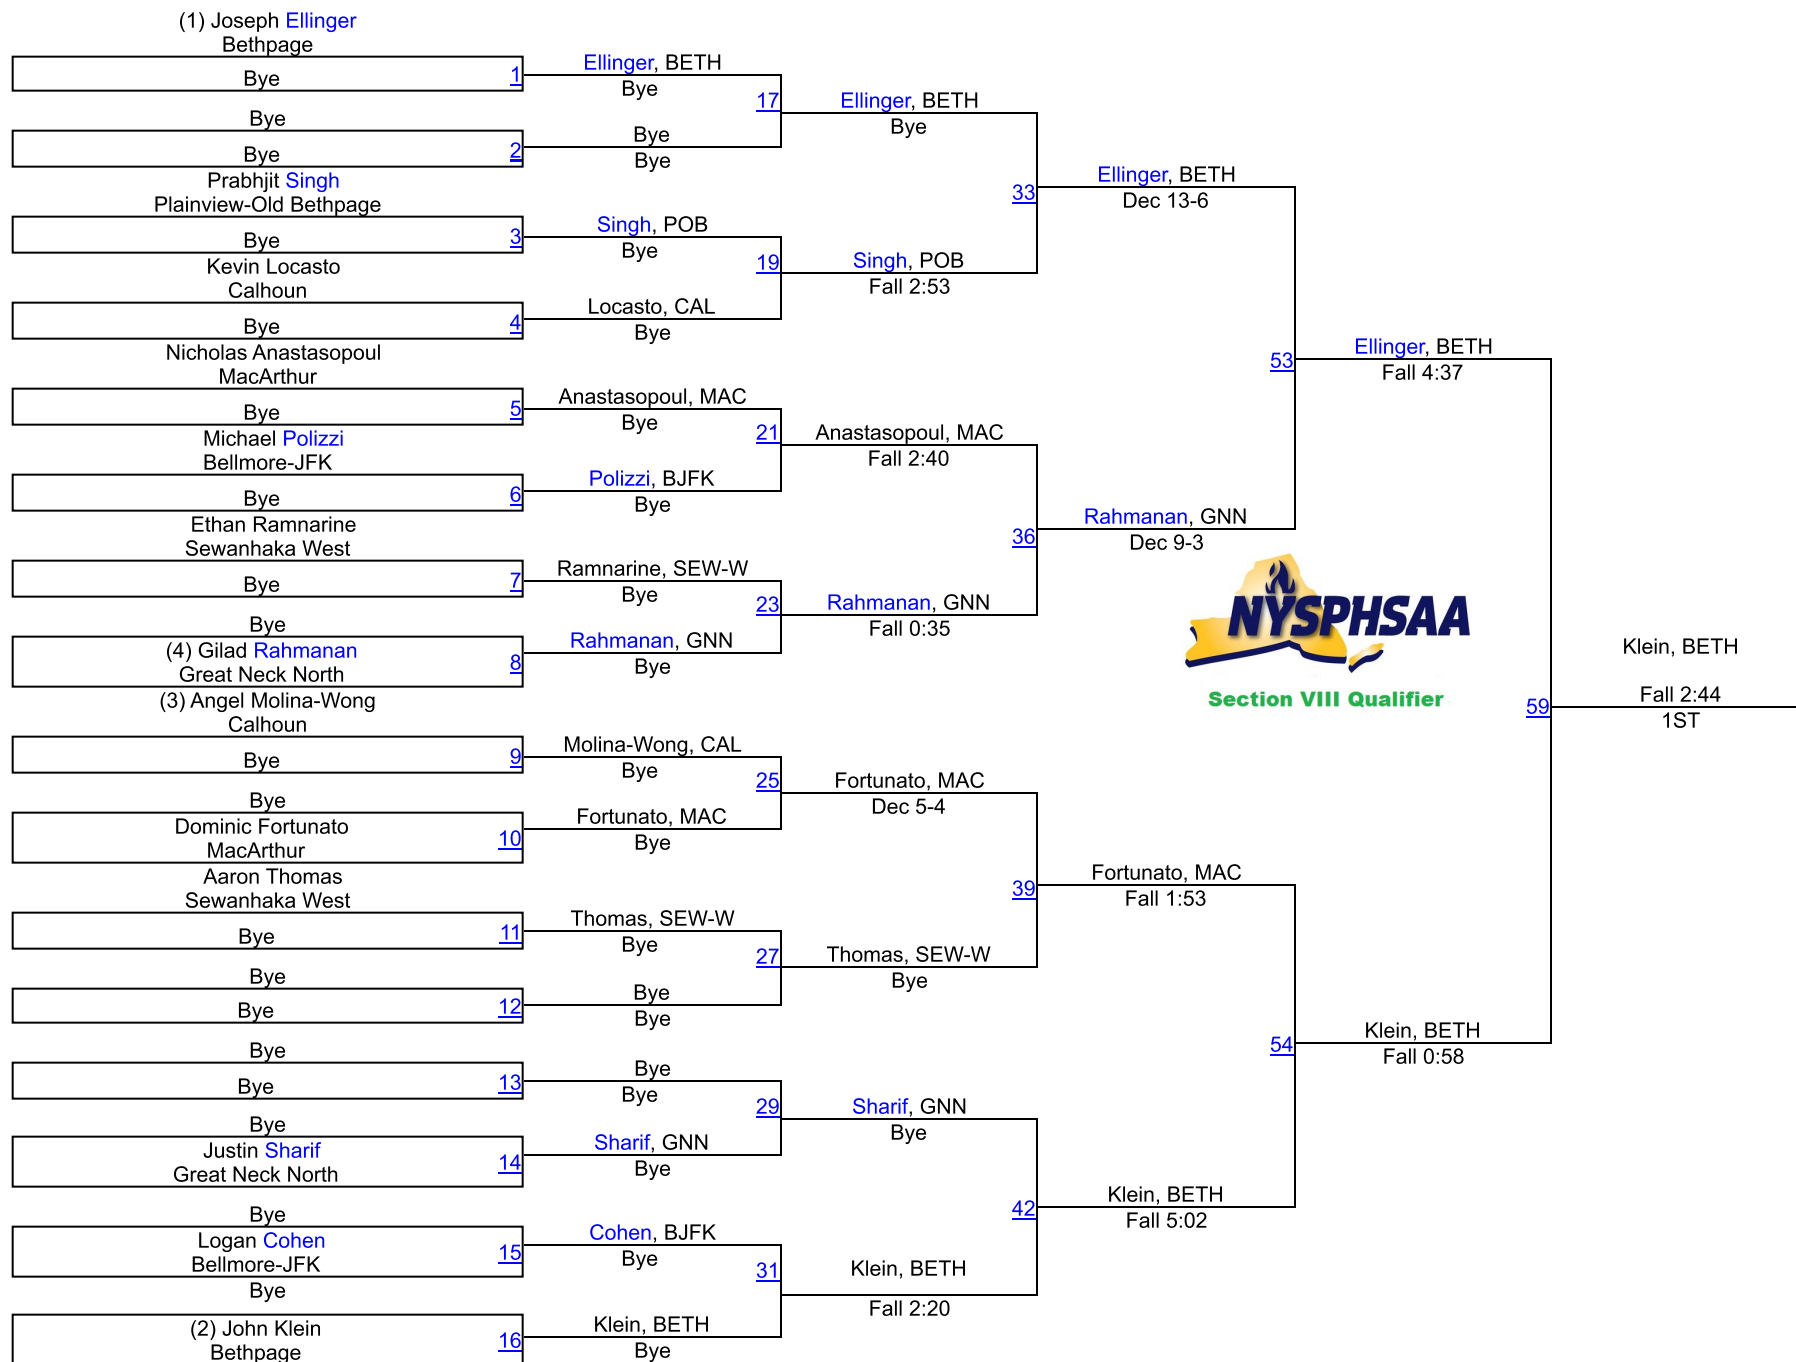 (1) Joseph Ellinger
Bethpage
Bye
1
Bye
Bye
2
Prabhjit Singh
Plainview-Old Bethpage
Bye
3
Kevin Locasto
Calhoun
Bye
4
Nicholas Anastasopoul
MacArthur
Bye
5
Michael Polizzi
Bellmore-JFK
Bye
6
Ethan Ramnarine
Sewanhaka West
Bye
7
Bye
(4) Gilad Rahmanan
Great Neck North
8
(3) Angel Molina-Wong
Calhoun
Bye
9
Bye
Dominic Fortunato
MacArthur
10
Aaron Thomas
Sewanhaka West
Bye
11
Bye
Bye
12
Bye
Bye
13
Bye
Justin Sharif
Great Neck North
14
Bye
Logan Cohen
Bellmore-JFK
15
Bye
(2) John Klein
Bethpage
16
Ellinger, BETH
Bye
17
Bye
Bye
Singh, POB
Bye
19
Locasto, CAL
Bye
Anastasopoul, MAC
Bye
21
Polizzi, BJFK
Bye
Ramnarine, SEW-W
Bye
23
Rahmanan, GNN
Bye
Molina-Wong, CAL
Bye
25
Fortunato, MAC
Bye
Thomas, SEW-W
Bye
27
Bye
Bye
Bye
Bye
29
Sharif, GNN
Bye
Cohen, BJFK
Bye
31
Klein, BETH
Bye
Ellinger, BETH
Bye
33
Singh, POB
Fall 2:53
Anastasopoul, MAC
Fall 2:40
36
Rahmanan, GNN
Fall 0:35
Fortunato, MAC
Dec 5-4
39
Thomas, SEW-W
Bye
Sharif, GNN
Bye
42
Klein, BETH
Fall 2:20
Ellinger, BETH
Dec 13-6
53
Rahmanan, GNN
Dec 9-3
NYSPHSAA
Section VIII Qualifier
Fortunato, MAC
Fall 1:53
54
Klein, BETH
Fall 5:02
Ellinger, BETH
Fall 4:37
59
Klein, BETH
Fall 0:58
Klein, BETH
Fall 2:44
1ST